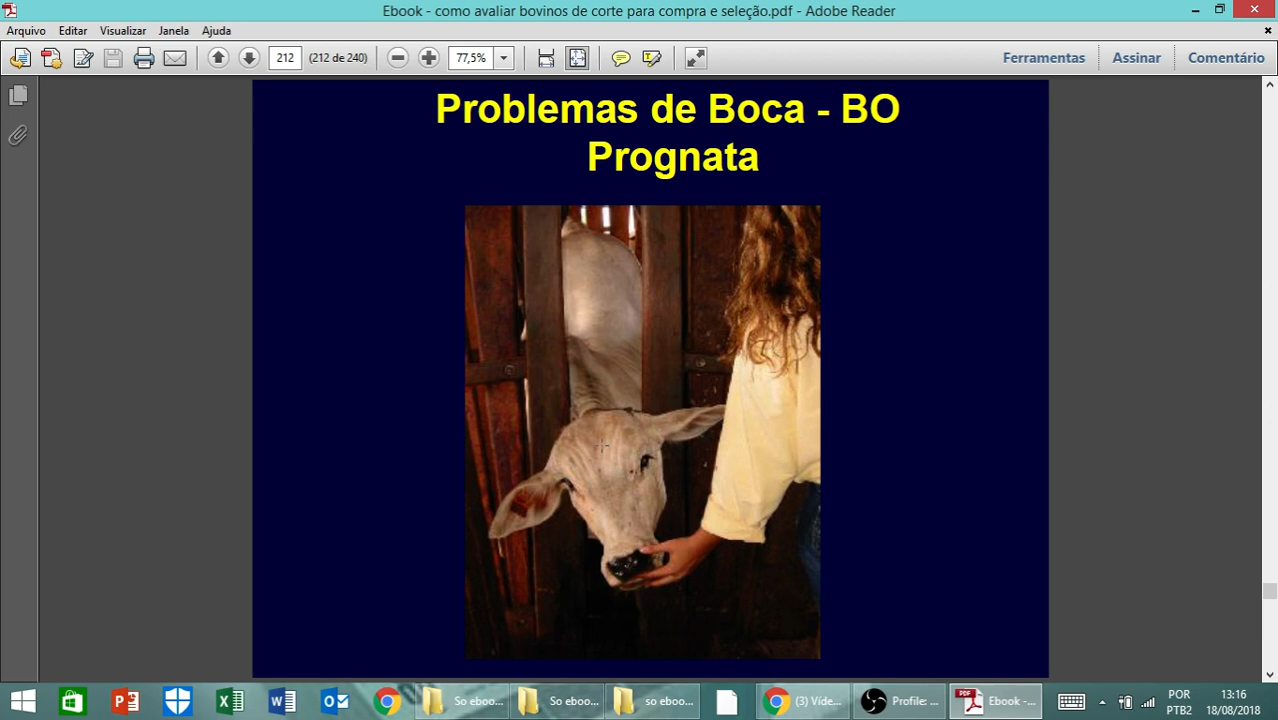 Ebook - como avaliar bovinos de corte para compra e seleção.pdf - Adobe Reader
Arquivo Editar Visualizar Janela Ajuda
212 (212 de 240) 77,5% Ferramentas Assinar Comentário
Problemas de Boca - BO
Prognata
So eboo... So eboo... so eboo... (3) Víde... Profile: ... Ebook -...
POR 13:16
PTB2 18/08/2018